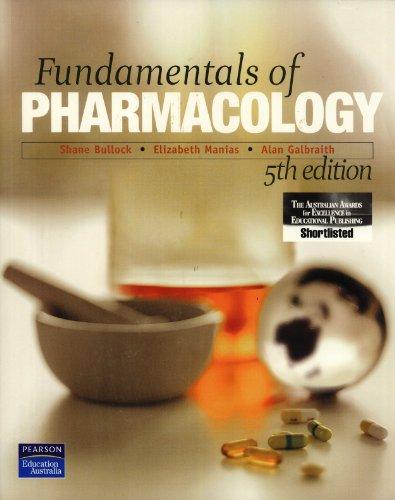 Fundamentals of
PHARMACOLOGY
Shane Bullock • Elizabeth Manias • Alan Galbraith
5th edition
THE AUSTRALIAN AWARDS
FOR EXCELLENCE IN
EDUCATIONAL PUBLISHING
Shortlisted
PEARSON
Education
Australia